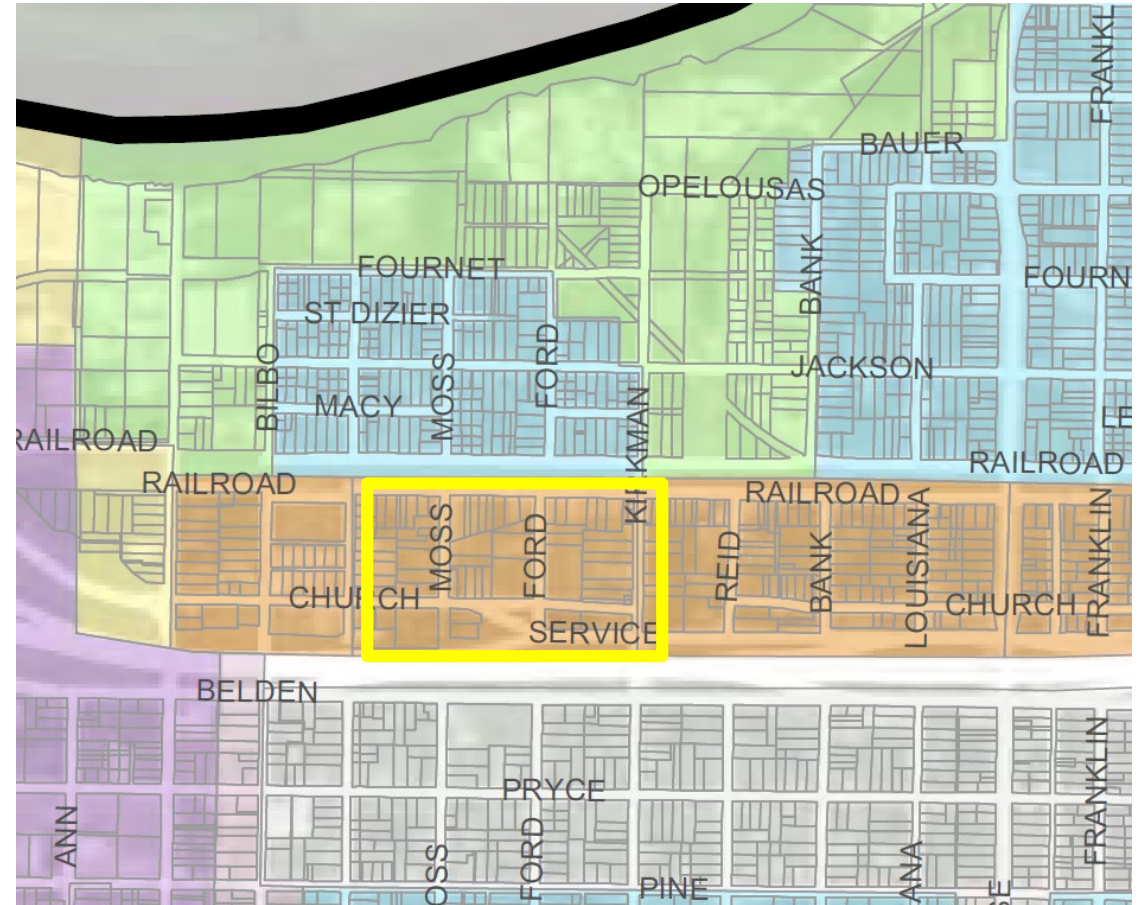 FRANKL
BAUER
OPELOUSAS
FOURNET
BANK
FOURN
ST DIZIER
BILBO
MOSS
FORD
JACKSON
MACY
KIRKMAN
LE
RAILROAD
RAILROAD
RAILROAD
RAILROAD
MOSS
FORD
REID
BANK
LOUISIANA
FRANKLIN
CHURCH
CHURCH
SERVICE
BELDEN
PRYCE
FRANKLIN
ANN
OSS
FORD
PINE
ANA
SE